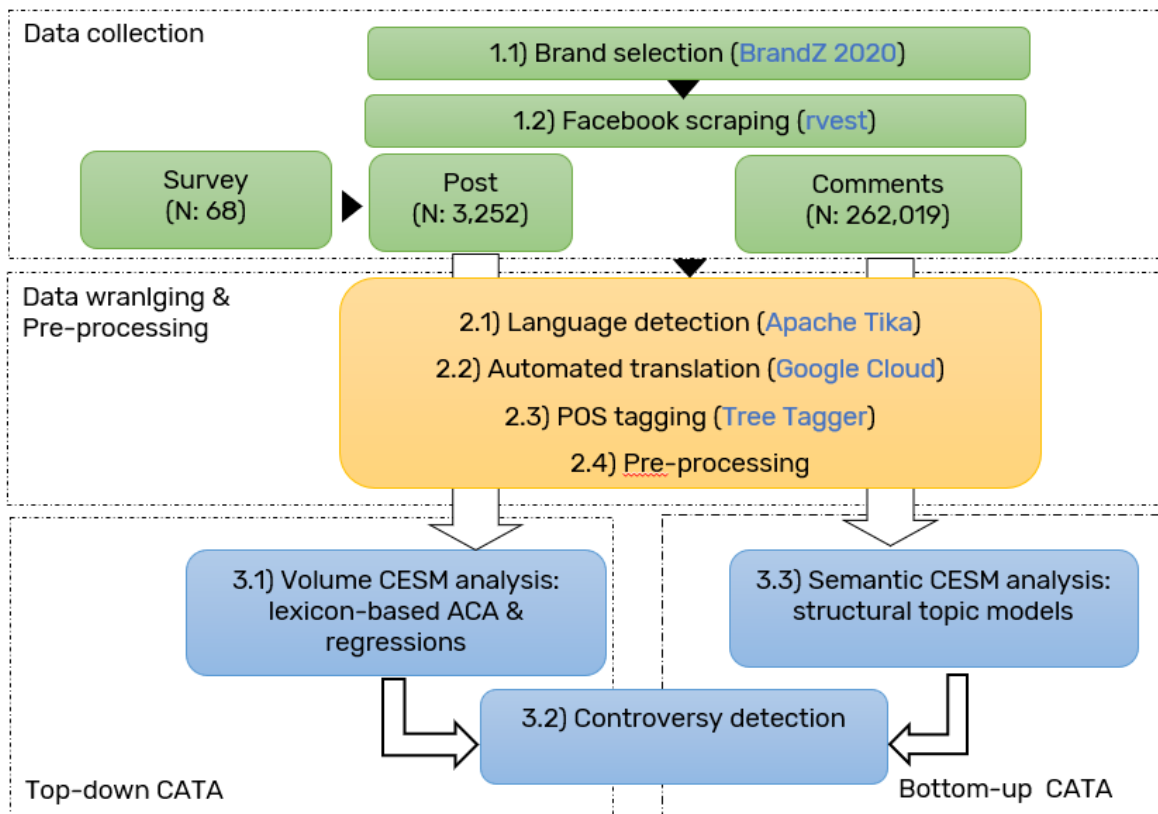 Data collection
1.1) Brand selection (BrandZ 2020)
1.2) Facebook scraping (rvest)
Survey
(N: 68)
Post
(N: 3,252)
Comments
(N: 262,019)
Data wranlging &
Pre-processing
2.1) Language detection (Apache Tika)
2.2) Automated translation (Google Cloud)
2.3) POS tagging (Tree Tagger)
2.4) Pre-processing
3.1) Volume CESM analysis:
lexicon-based ACA &
regressions
3.3) Semantic CESM analysis:
structural topic models
3.2) Controversy detection
Top-down CATA
Bottom-up CATA